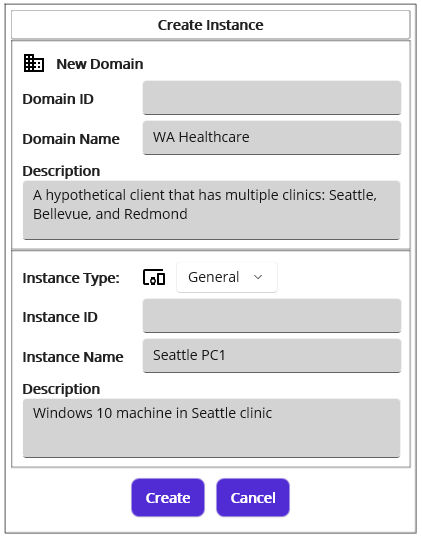 Create Instance
New Domain
Domain ID
Domain Name WA Healthcare
Description
A hypothetical client that has multiple clinics: Seattle,
Bellevue, and Redmond
Instance Type: General
Instance ID
Instance Name Seattle PC1
Description
Windows 10 machine in Seattle clinic
Create Cancel